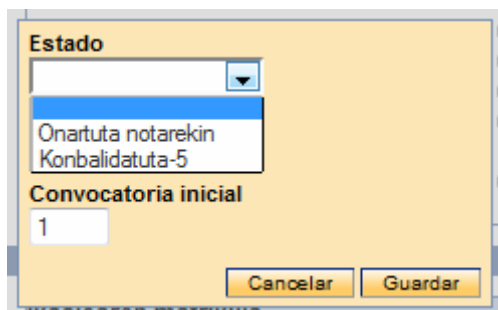 Estado
Onartuta notarekin
Konbalidatuta-5
Convocatoria inicial
1
Cancelar Guardar